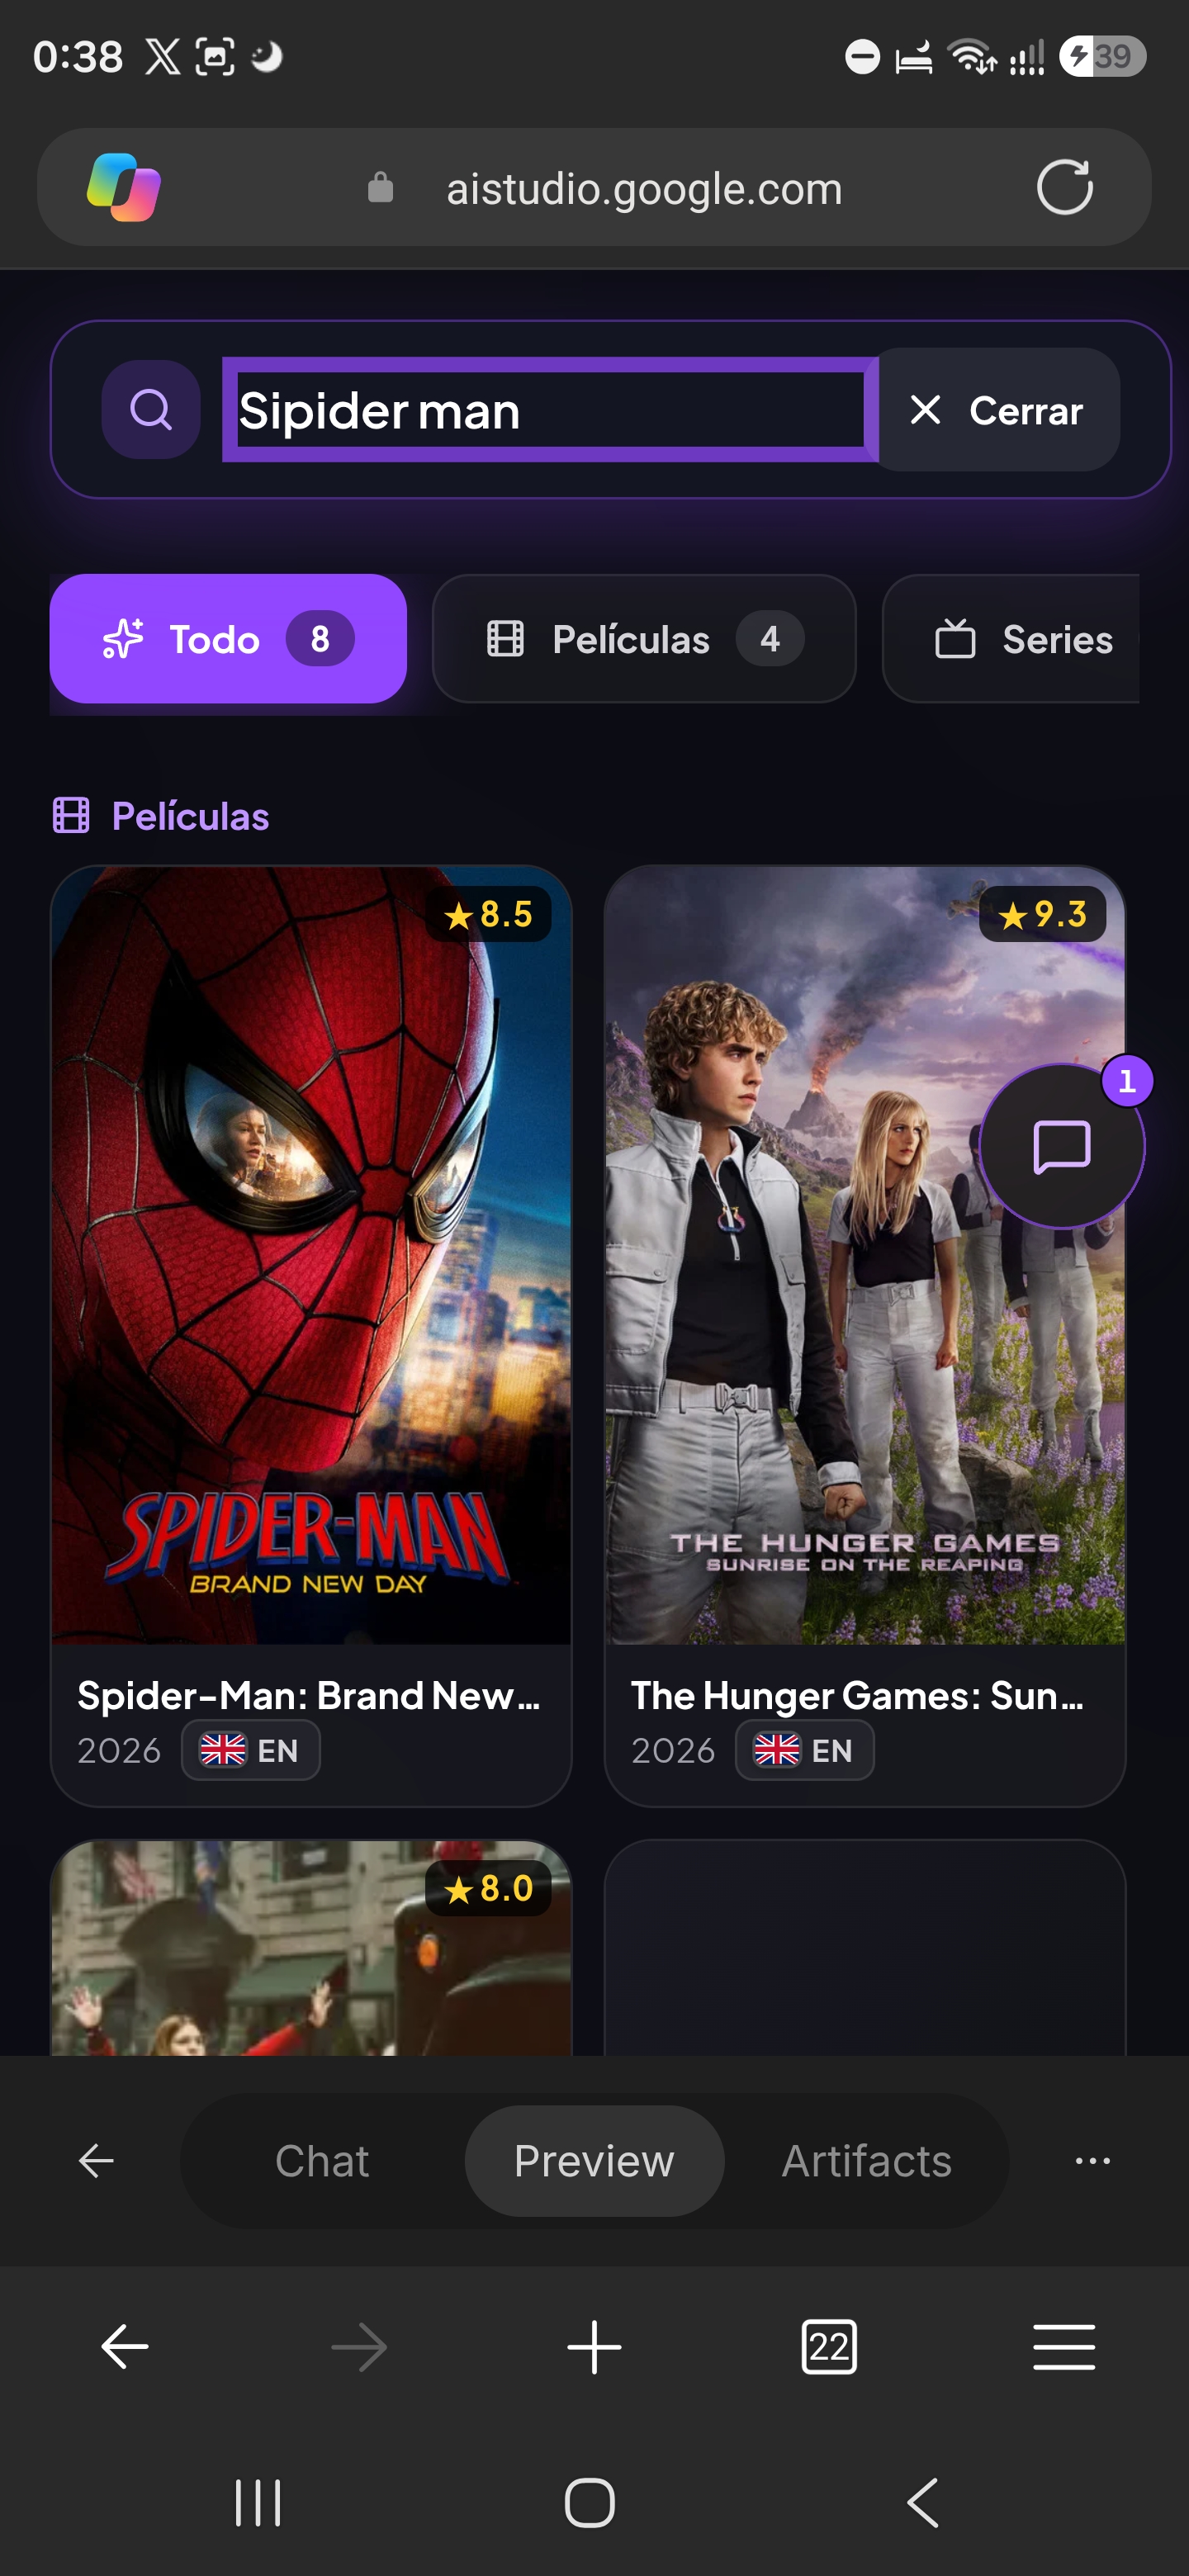 0:38
39
aistudio.google.com
Sipider man
Cerrar
Todo 8
Películas 4
Series
Películas
8.5
9.3
1
SPIDER-MAN
BRAND NEW DAY
THE HUNGER GAMES
SUNRISE ON THE REAPING
Spider-Man: Brand New...
The Hunger Games: Sun...
2026 EN
2026 EN
8.0
Chat
Preview
Artifacts
22